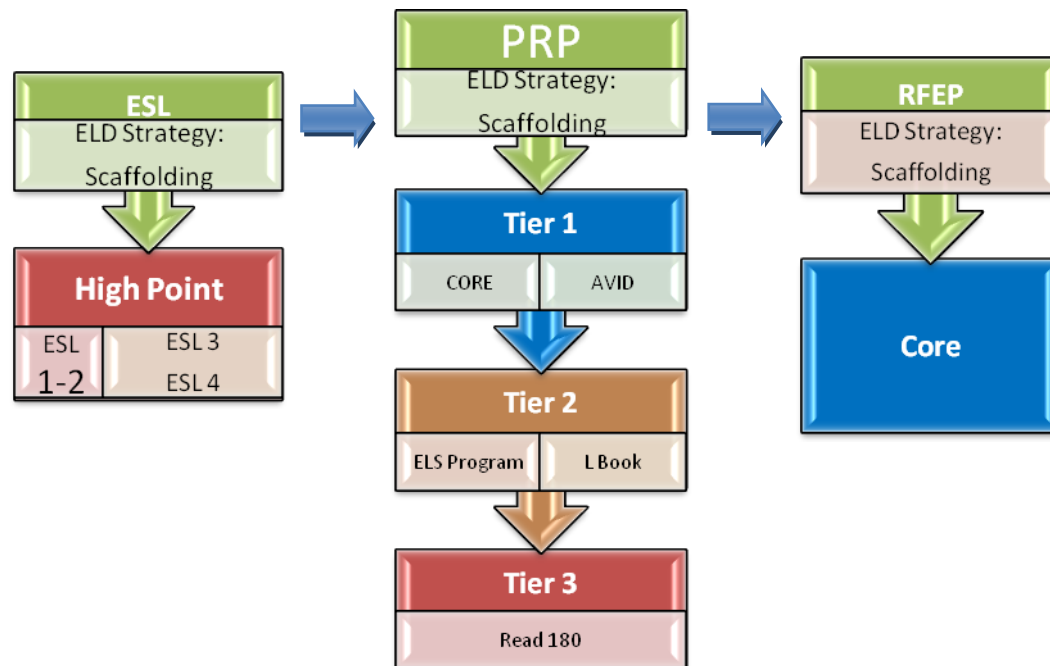 ESL
ELD Strategy:
Scaffolding
High Point
ESL
1-2
ESL 3
ESL 4
PRP
ELD Strategy:
Scaffolding
Tier 1
CORE
AVID
Tier 2
ELS Program
L Book
Tier 3
Read 180
RFEP
ELD Strategy:
Scaffolding
Core